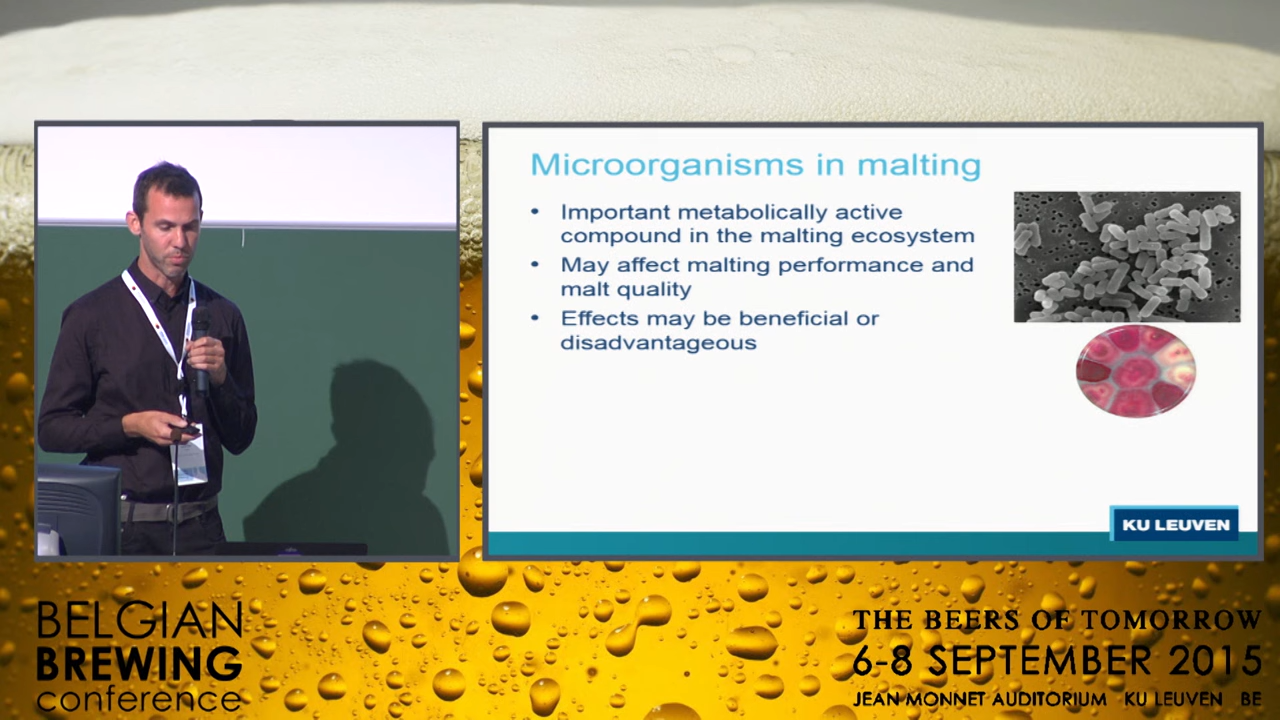 Microorganisms in malting
• Important metabolically active
compound in the malting ecosystem
• May affect malting performance and
malt quality
• Effects may be beneficial or
disadvantageous
KU LEUVEN
BELGIAN
BREWING
conference
THE BEERS OF TOMORROW
6-8 SEPTEMBER 2015
JEAN MONNET AUDITORIUM KU LEUVEN BE